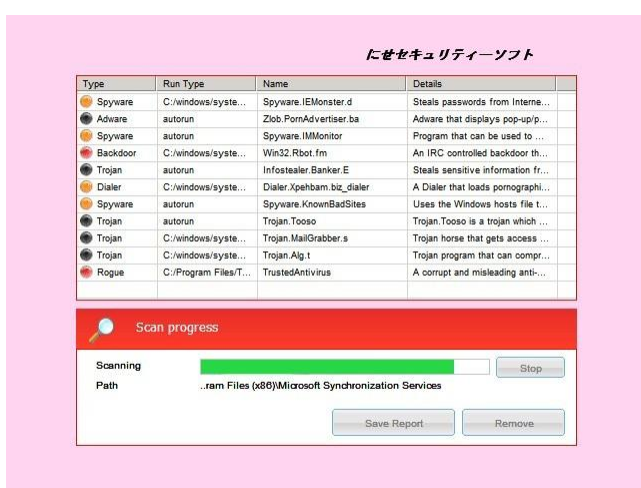 にせセキュリティーソフト
Type Run Type Name Details
Spyware C:/windows/syste... Spyware.IEMonster.d Steals passwords from Interne...
Adware autorun Zlob.PornAdvertiser.ba Adware that displays pop-up/p...
Spyware autorun Spyware.IMMonitor Program that can be used to ...
Backdoor C:/windows/syste... Win32.Rbot.fm An IRC controlled backdoor th...
Trojan autorun Infostealer.Banker.E Steals sensitive information fr...
Dialer C:/windows/syste... Dialer.Xpehbam.biz_dialer A Dialer that loads pornographi...
Spyware autorun Spyware.KnownBadSites Uses the Windows hosts file t...
Trojan autorun Trojan.Tooso Trojan.Tooso is a trojan which ...
Trojan C:/windows/syste... Trojan.MailGrabber.s Trojan horse that gets access ...
Trojan C:/windows/syste... Trojan.Alg.t Trojan program that can compr...
Rogue C:/Program Files/T... TrustedAntivirus A corrupt and misleading anti-...
Scan progress
Scanning Stop
Path ..ram Files (x86)\Microsoft Synchronization Services
Save Report Remove